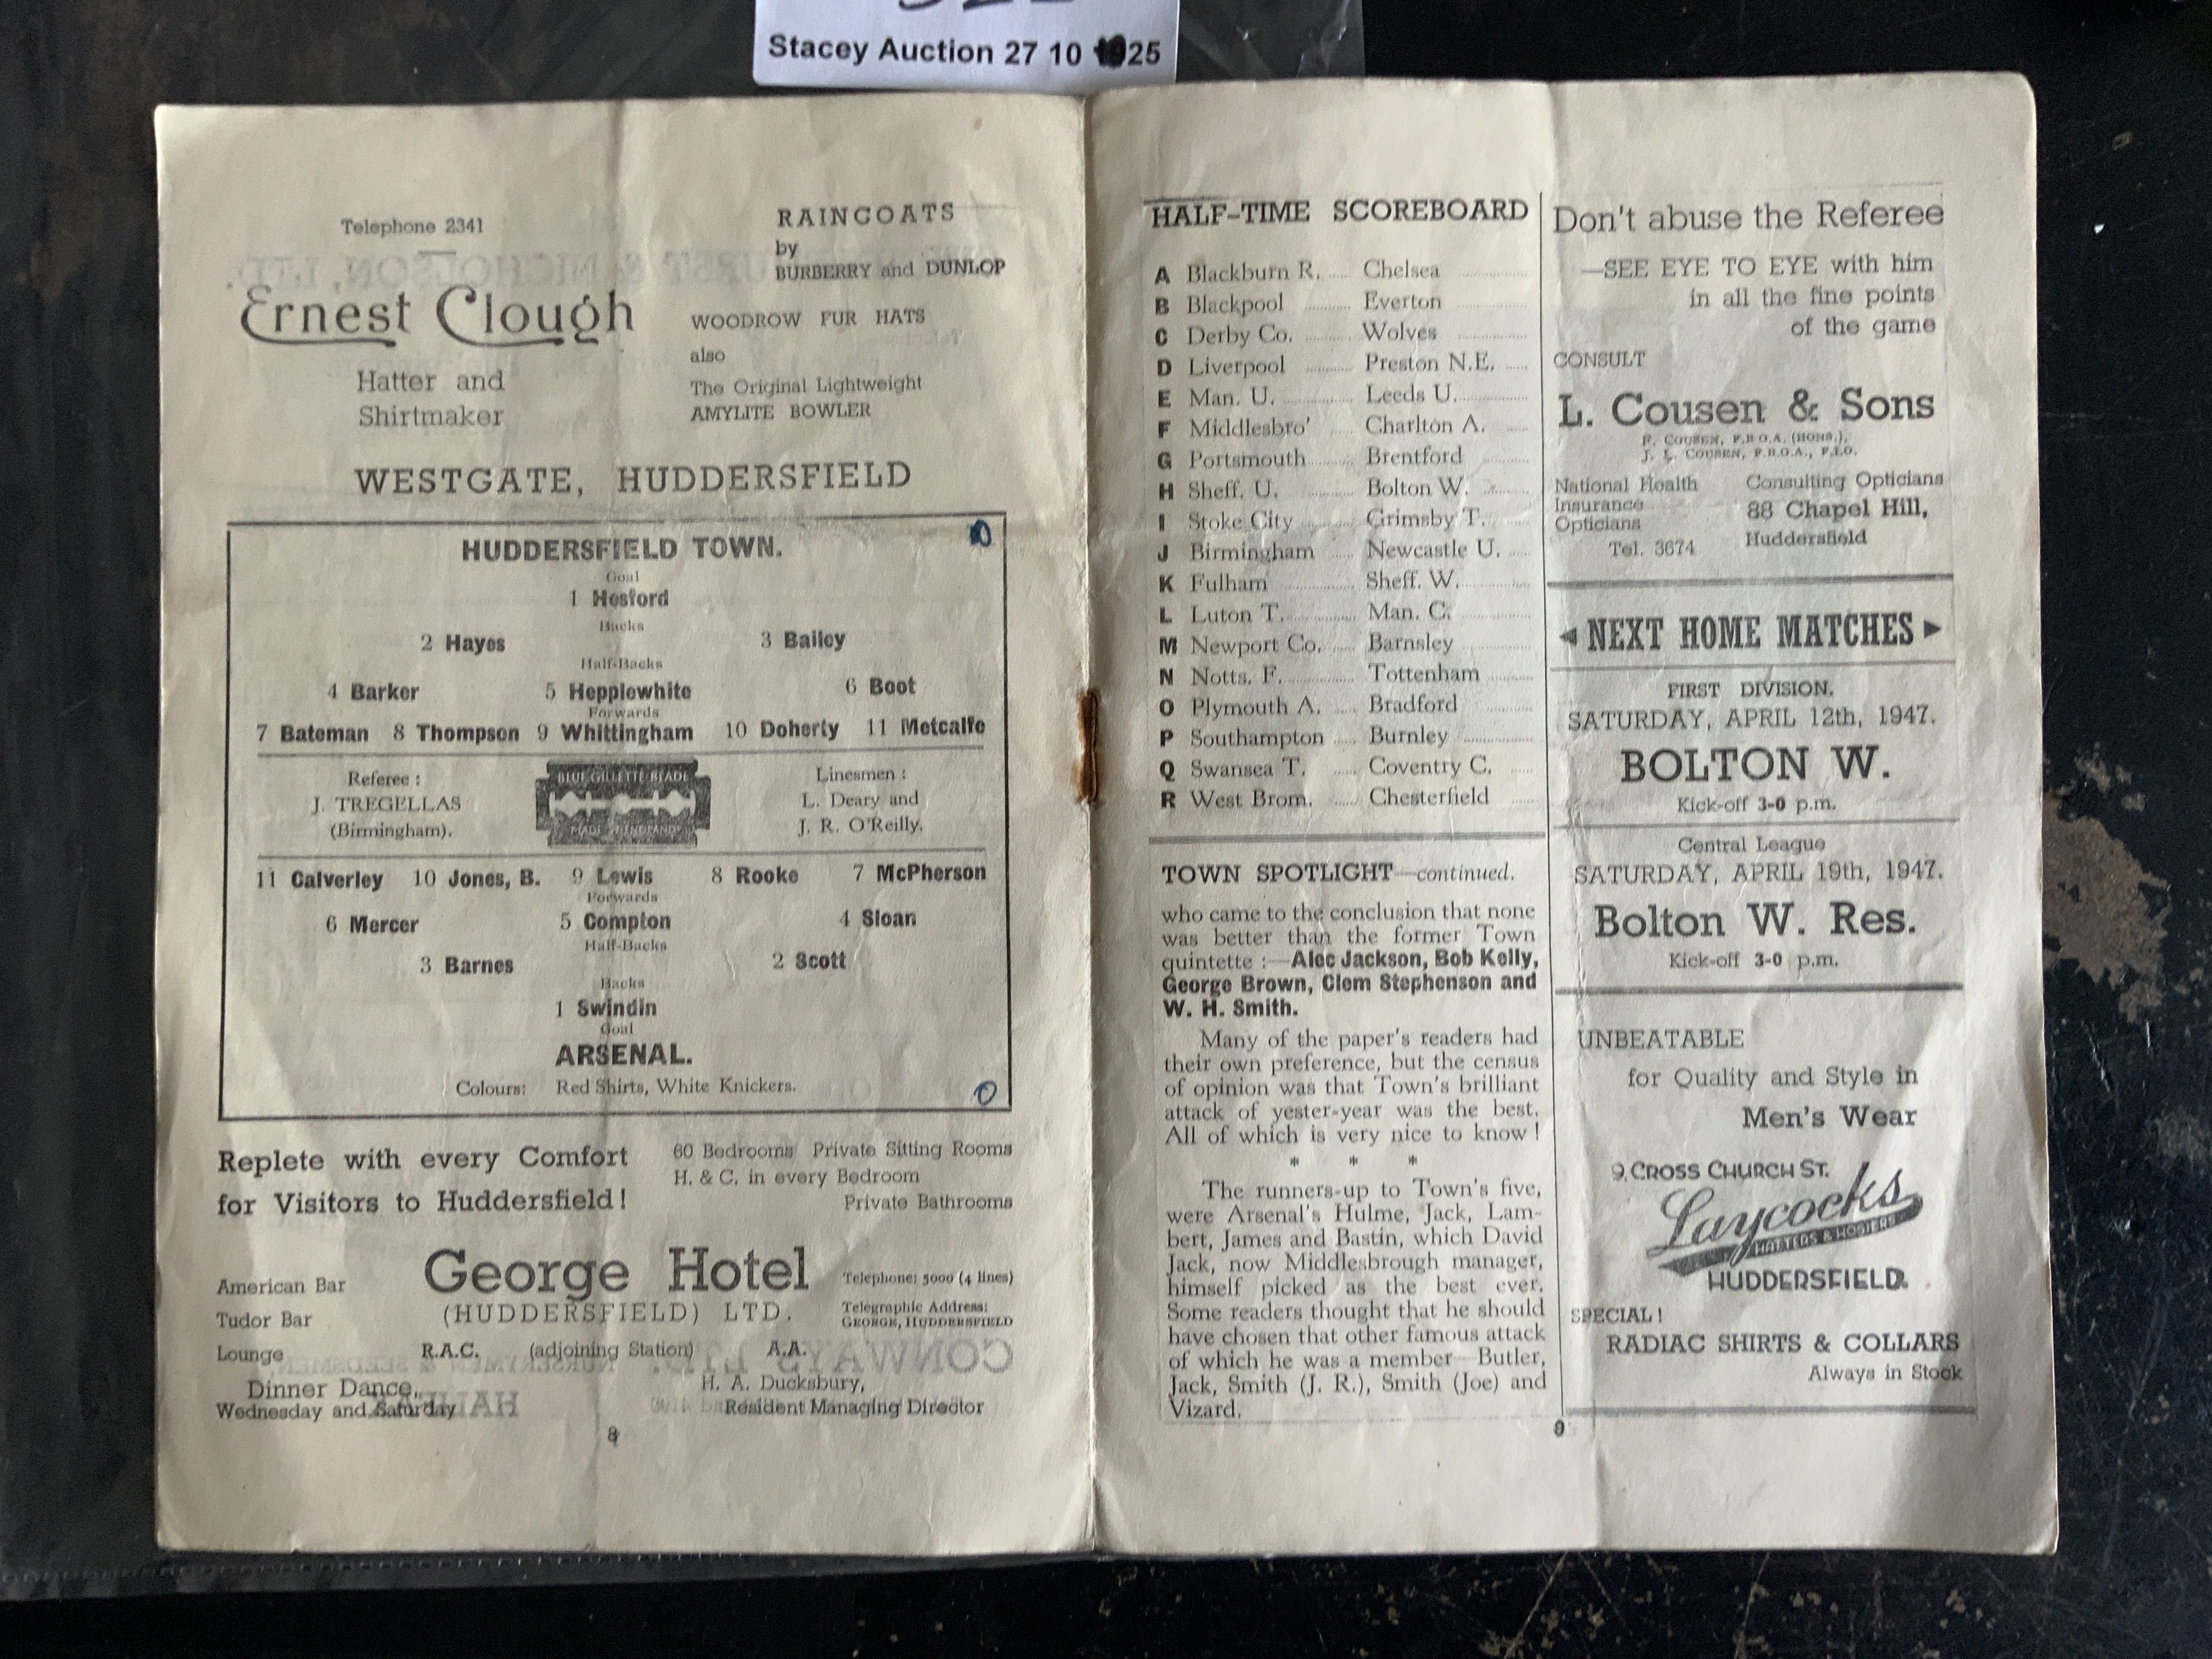 Stacey Auction 27 10 25
Telephone 2341
Ernest Clough
Hatter and
Shirtmaker
RAINCOATS
by
BURBERRY and DUNLOP
WOODROW FUR HATS
also
The Original Lightweight
AMYLITE BOWLER
WESTGATE, HUDDERSFIELD
0
HUDDERSFIELD TOWN.
Goal
1 Hesford
Backs
2 Hayes 3 Bailey
Half-Backs
4 Barker 5 Hepplewhite 6 Boot
Forwards
7 Bateman 8 Thompson 9 Whittingham 10 Doherty 11 Metcalfe
Referee :
J. TREGELLAS
(Birmingham).
BLUE GILLETTE BLADE
MADE IN ENGLAND
Linesmen :
L. Deary and
J. R. O'Reilly.
11 Calverley 10 Jones, B. 9 Lewis 8 Rooke 7 McPherson
Forwards
6 Mercer 5 Compton 4 Sloan
Half-Backs
3 Barnes 2 Scott
Backs
1 Swindin
Goal
ARSENAL.
Colours: Red Shirts, White Knickers.
0
Replete with every Comfort
for Visitors to Huddersfield !
60 Bedrooms Private Sitting Rooms
H. & C. in every Bedroom
Private Bathrooms
George Hotel
(HUDDERSFIELD) LTD.
American Bar
Tudor Bar
Lounge
Dinner Dance,
Wednesday and Saturday
R.A.C. (adjoining Station) A.A.
Telephone: 5000 (4 lines)
Telegraphic Address:
GEORGE, HUDDERSFIELD
H. A. Ducksbury,
Resident Managing Director
8
HALF-TIME SCOREBOARD
A Blackburn R. ..... Chelsea
B Blackpool ..... Everton
C Derby Co. ..... Wolves
D Liverpool ..... Preston N.E.
E Man. U. ..... Leeds U.
F Middlesbro' ..... Charlton A.
G Portsmouth ..... Brentford
H Sheff. U. ..... Bolton W.
I Stoke City ..... Grimsby T.
J Birmingham ..... Newcastle U.
K Fulham ..... Sheff. W.
L Luton T. ..... Man. C.
M Newport Co. ..... Barnsley
N Notts. F. ..... Tottenham
O Plymouth A. ..... Bradford
P Southampton ..... Burnley
Q Swansea T. ..... Coventry C.
R West Brom. ..... Chesterfield
TOWN SPOTLIGHT—continued.
who came to the conclusion that none
was better than the former Town
quintette :—Alec Jackson, Bob Kelly,
George Brown, Clem Stephenson and
W. H. Smith.
Many of the paper's readers had
their own preference, but the census
of opinion was that Town's brilliant
attack of yester-year was the best.
All of which is very nice to know !
* * *
The runners-up to Town's five,
were Arsenal's Hulme, Jack, Lam-
bert, James and Bastin, which David
Jack, now Middlesbrough manager,
himself picked as the best ever.
Some readers thought that he should
have chosen that other famous attack
of which he was a member—Butler,
Jack, Smith (J. R.), Smith (Joe) and
Vizard.
Don't abuse the Referee
—SEE EYE TO EYE with him
in all the fine points
of the game
CONSULT
L. Cousen & Sons
F. COUSEN, F.B.O.A. (HONS.),
J. L. COUSEN, F.B.O.A., F.I.O.
National Health
Insurance
Opticians
Tel. 3674
Consulting Opticians
88 Chapel Hill,
Huddersfield
NEXT HOME MATCHES
FIRST DIVISION.
SATURDAY, APRIL 12th, 1947.
BOLTON W.
Kick-off 3-0 p.m.
Central League
SATURDAY, APRIL 19th, 1947.
Bolton W. Res.
Kick-off 3-0 p.m.
UNBEATABLE
for Quality and Style in
Men's Wear
9, CROSS CHURCH ST.
Laycocks
HATTERS & HOSIERS
HUDDERSFIELD.
SPECIAL !
RADIAC SHIRTS & COLLARS
Always in Stock
9